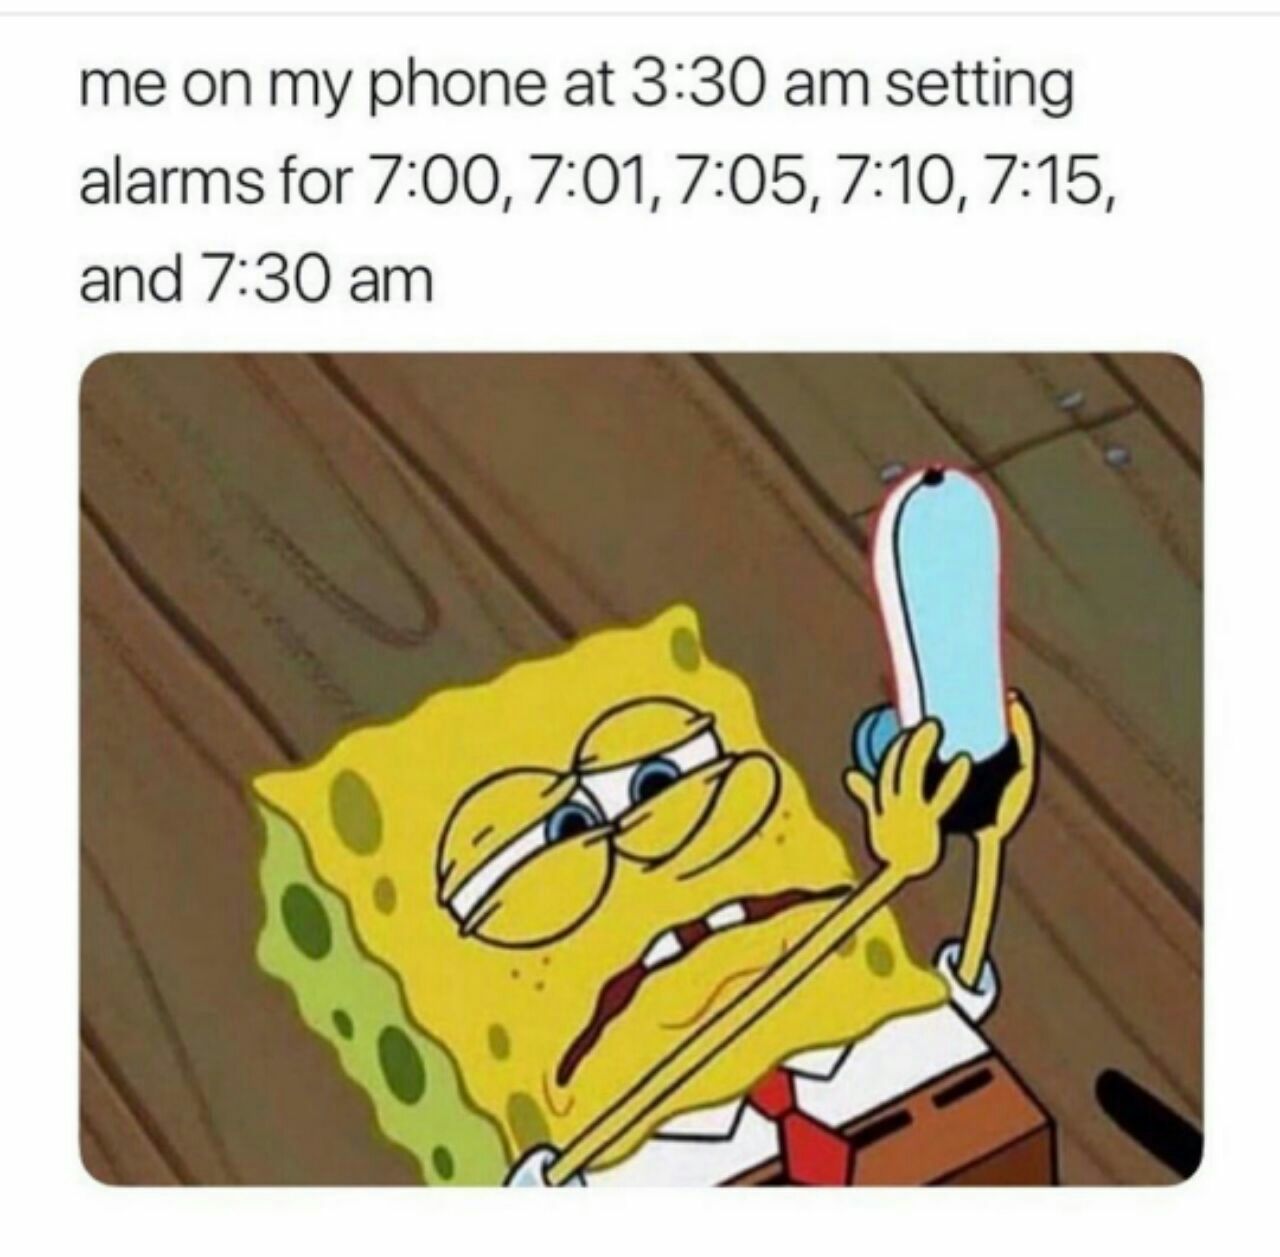 me on my phone at 3:30 am setting
alarms for 7:00, 7:01, 7:05, 7:10, 7:15,
and 7:30 am